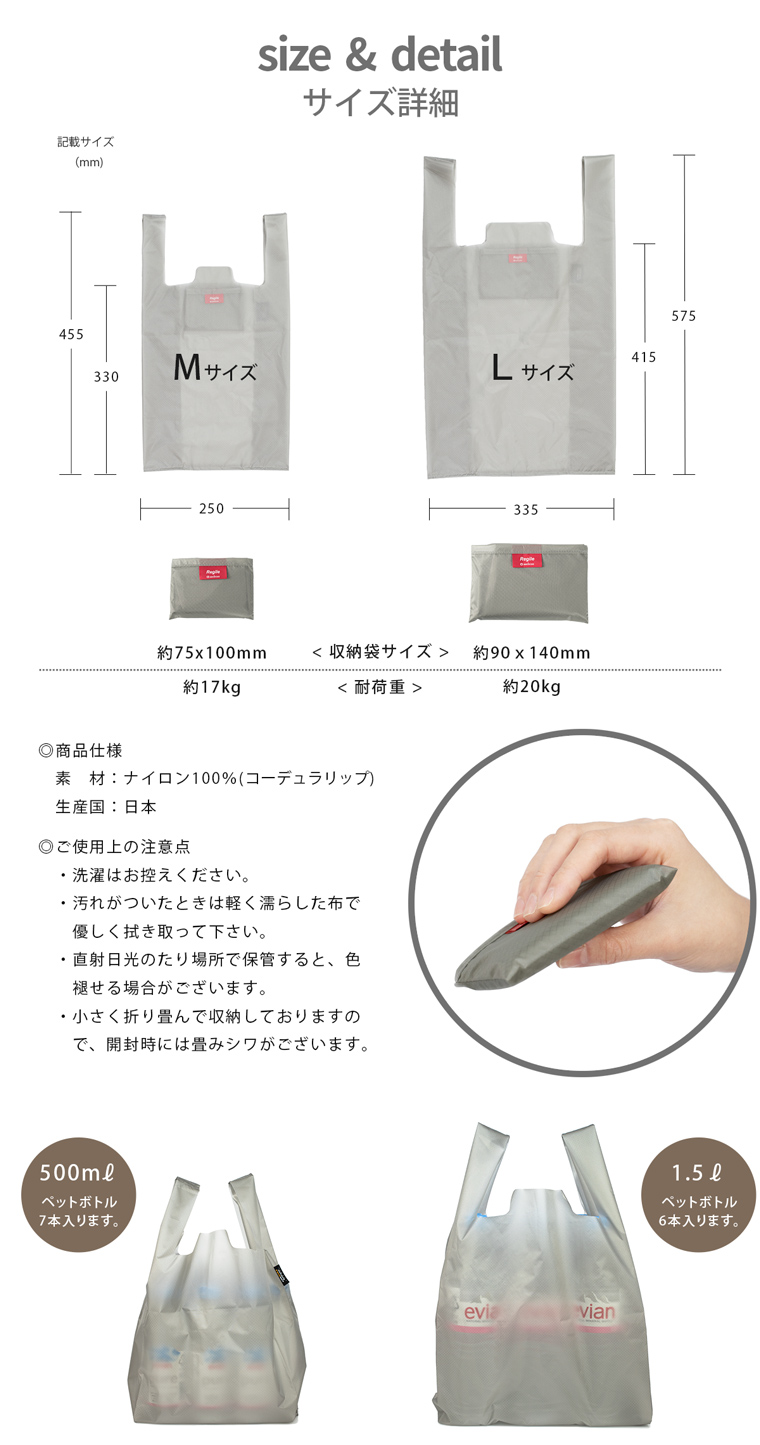 size & detail
サイズ詳細
記載サイズ
(mm)
455
330
Regile
Mサイズ
250
Regile
Lサイズ
415
575
335
Regile
Regile
約75x100mm < 収納袋サイズ > 約90 x 140mm
約17kg < 耐荷重 > 約20kg
◎商品仕様
素 材：ナイロン100%(コーデュラリップ)
生産国：日本
◎ご使用上の注意点
・洗濯はお控えください。
・汚れがついたときは軽く濡らした布で
優しく拭き取って下さい。
・直射日光のたり場所で保管すると、色
褪せる場合がございます。
・小さく折り畳んで収納しておりますの
で、開封時には畳みシワがございます。
500mℓ
ペットボトル
7本入ります。
1.5ℓ
ペットボトル
6本入ります。
evian
evian